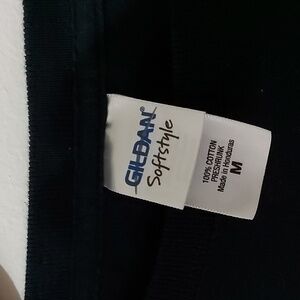 GILDAN®
Softstyle
100% COTTON
PRESHRUNK
Made in Honduras
M